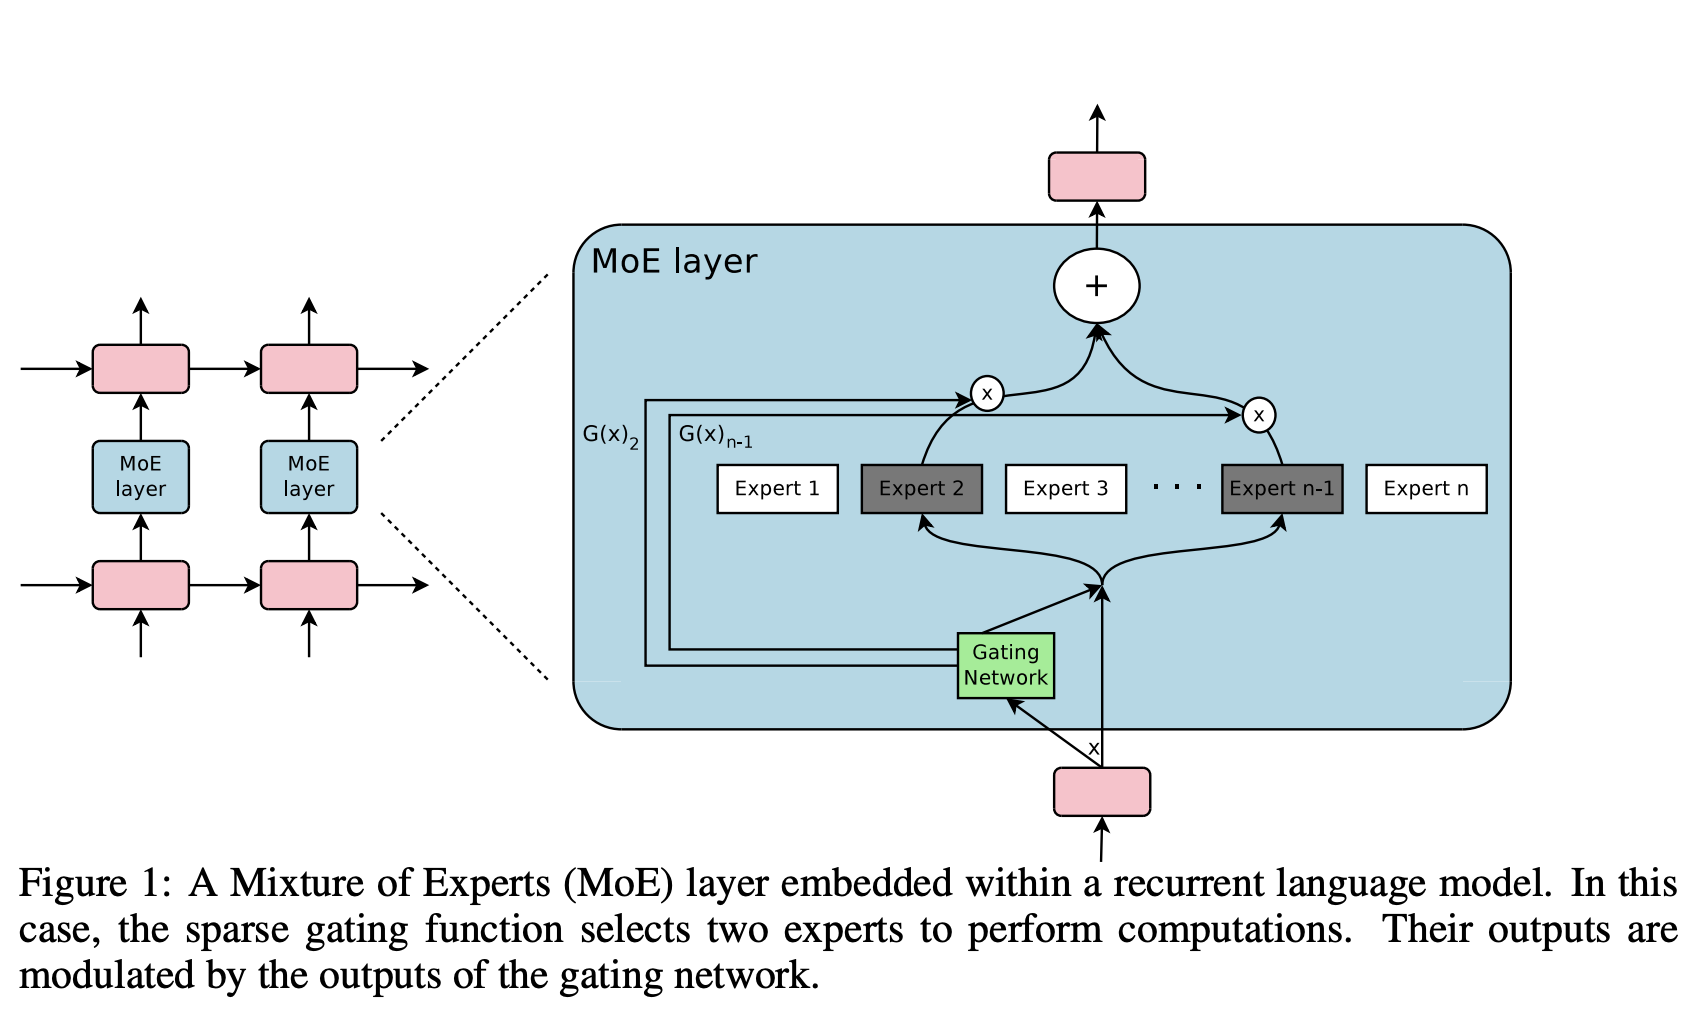 MoE layer
+
x
x
G(x)2
G(x)n-1
MoE
layer
MoE
layer
Expert 1
Expert 2
Expert 3
. . .
Expert n-1
Expert n
Gating
Network
x
Figure 1: A Mixture of Experts (MoE) layer embedded within a recurrent language model. In this
case, the sparse gating function selects two experts to perform computations. Their outputs are
modulated by the outputs of the gating network.